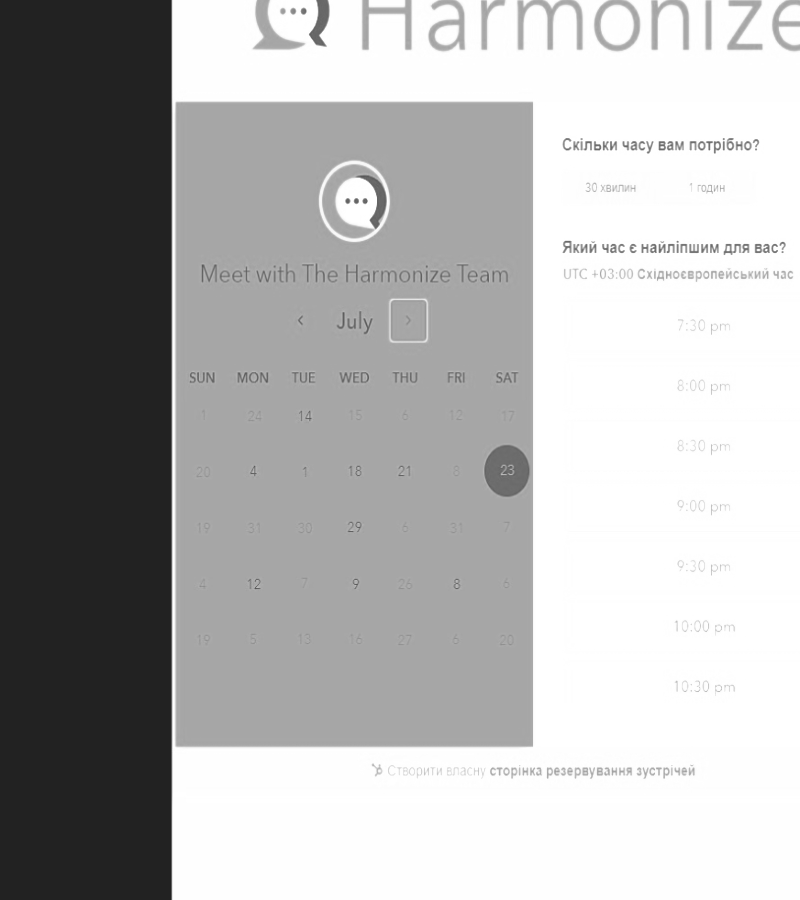 Harmonize
Meet with The Harmonize Team
July
SUN MON TUE WED THU FRI SAT
1 24 14 15 6 12 17
20 4 1 18 21 8 23
19 31 30 29 6 31 7
4 12 7 9 26 8 6
19 5 13 16 27 6 20
Скільки часу вам потрібно?
30 хвилин 1 годин
Який час є найліпшим для вас?
UTC +03:00 Східноєвропейський час
7:30 pm
8:00 pm
8:30 pm
9:00 pm
9:30 pm
10:00 pm
10:30 pm
Створити власну сторінка резервування зустрічей